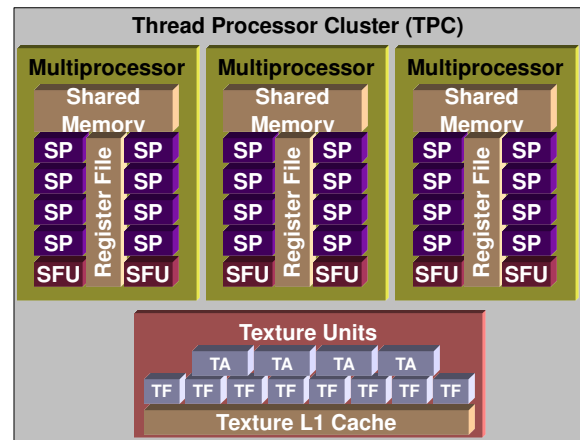 Thread Processor Cluster (TPC)
Multiprocessor Multiprocessor Multiprocessor
Shared Memory Shared Memory Shared Memory
SP SP SP SP SP SP
SP SP SP SP SP SP
SP SP SP SP SP SP
SP SP SP SP SP SP
SFU SFU SFU SFU SFU SFU
Register File Register File Register File
Texture Units
TA TA TA TA
TF TF TF TF TF TF TF TF
Texture L1 Cache